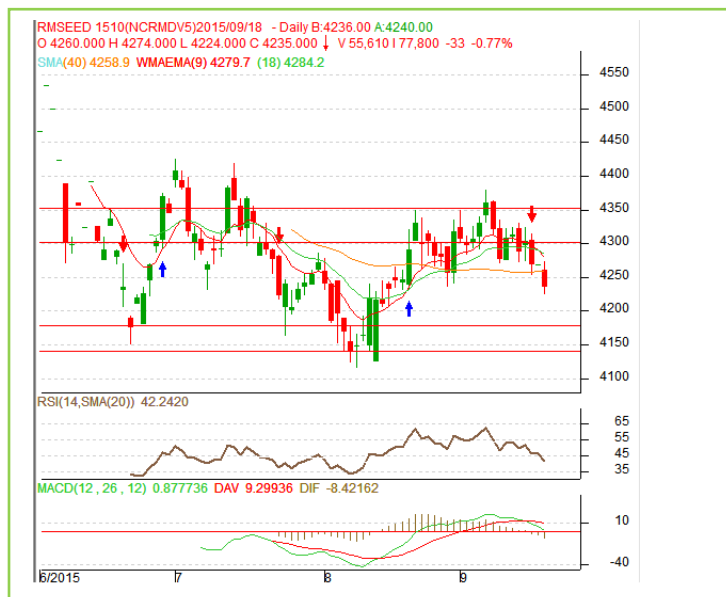 RMSEED 1510(NCRMDV5)2015/09/18 - Daily B:4236.00 A:4240.00
O 4260.000 H 4274.000 L 4224.000 C 4235.000 V 55,610 I 77,800 -33 -0.77%
SMA(40) 4258.9 WMAEMA(9) 4279.7 (18) 4284.2
4550
4500
4450
4400
4350
4300
4250
4200
4150
4100
RSI(14,SMA(20)) 42.2420
65
55
45
35
MACD(12 , 26 , 12) 0.877736 DAV 9.29936 DIF -8.42162
10
-40
6/2015 7 8 9